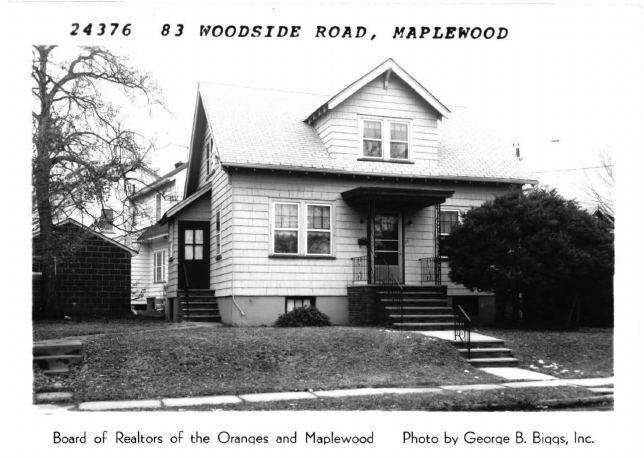 24376 83 WOODSIDE ROAD, MAPLEWOOD
Board of Realtors of the Oranges and Maplewood Photo by George B. Biggs, Inc.